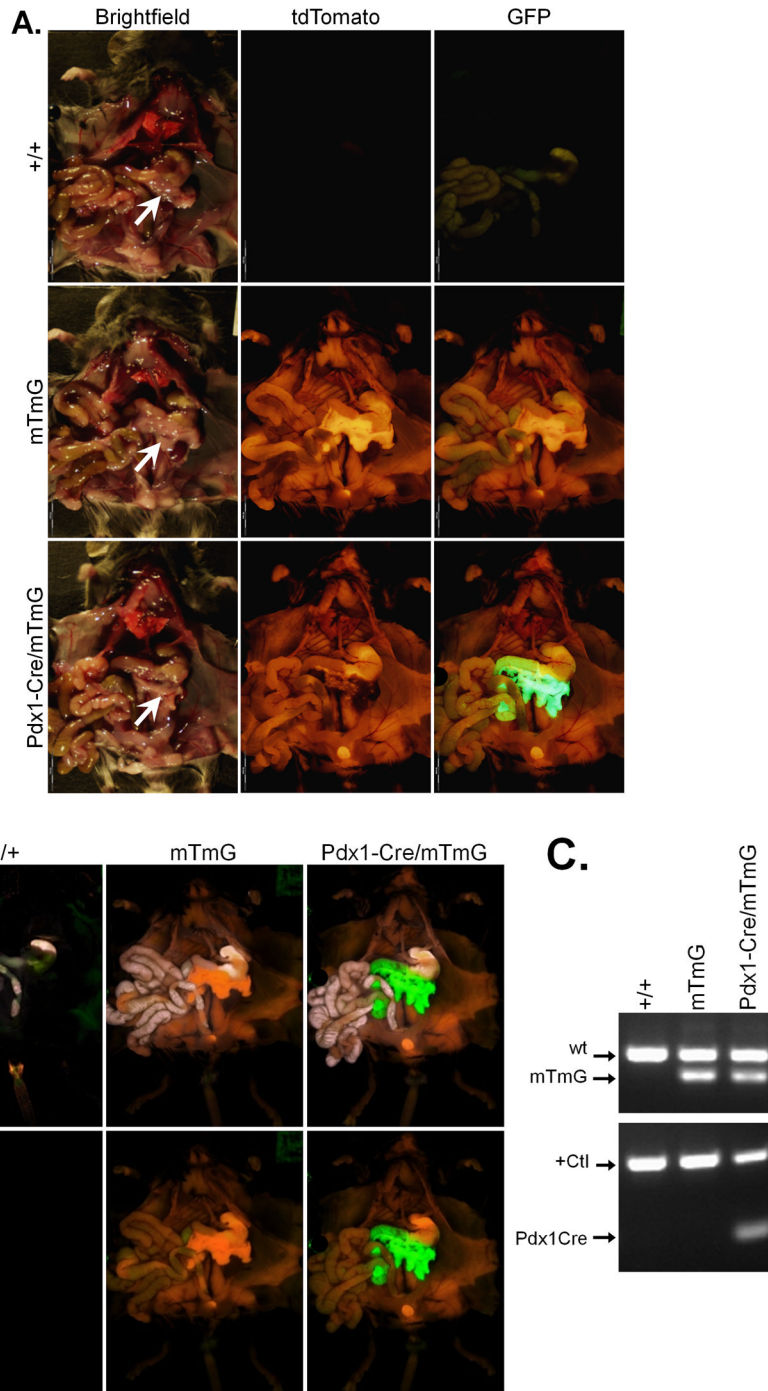 A.
Brightfield tdTomato GFP
+/+
mTmG
Pdx1-Cre/mTmG
/+ mTmG Pdx1-Cre/mTmG
C.
+/+
mTmG
Pdx1-Cre/mTmG
wt
mTmG
+Ctl
Pdx1Cre